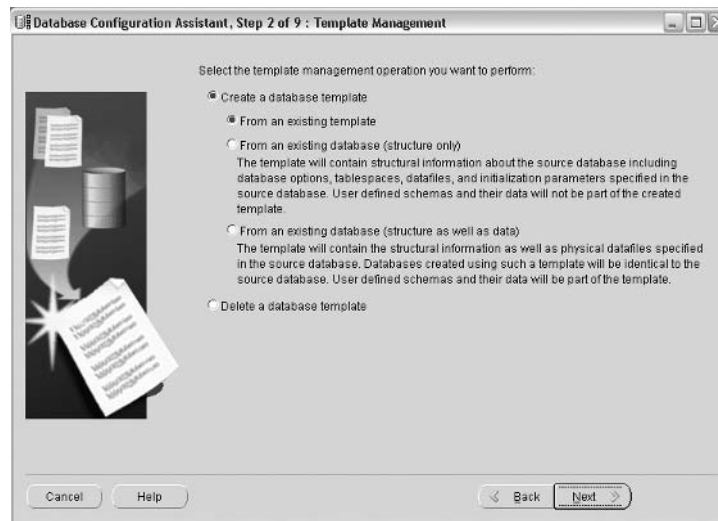 Database Configuration Assistant, Step 2 of 9 : Template Management
Select the template management operation you want to perform:
Create a database template
From an existing template
From an existing database (structure only)
The template will contain structural information about the source database including
database options, tablespaces, datafiles, and initialization parameters specified in the
source database. User defined schemas and their data will not be part of the created
template.
From an existing database (structure as well as data)
The template will contain the structural information as well as physical datafiles specified
in the source database. Databases created using such a template will be identical to the
source database. User defined schemas and their data will be part of the template.
Delete a database template
Cancel
Help
Back
Next